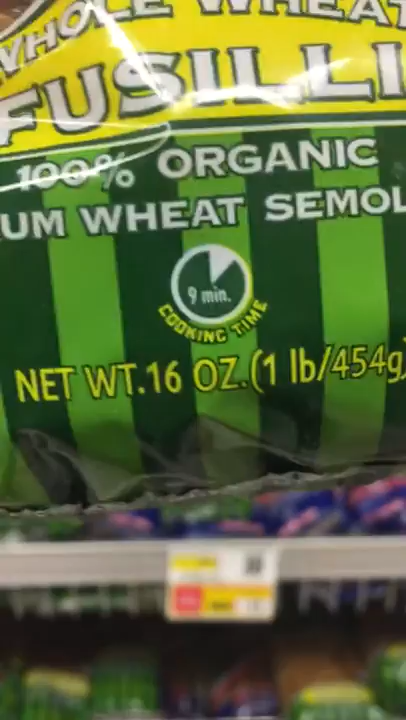 WHOLE WHEAT
FUSILLI
100% ORGANIC
UM WHEAT SEMOL
9 min.
COOKING TIME
NET WT.16 OZ.(1 lb/454g)